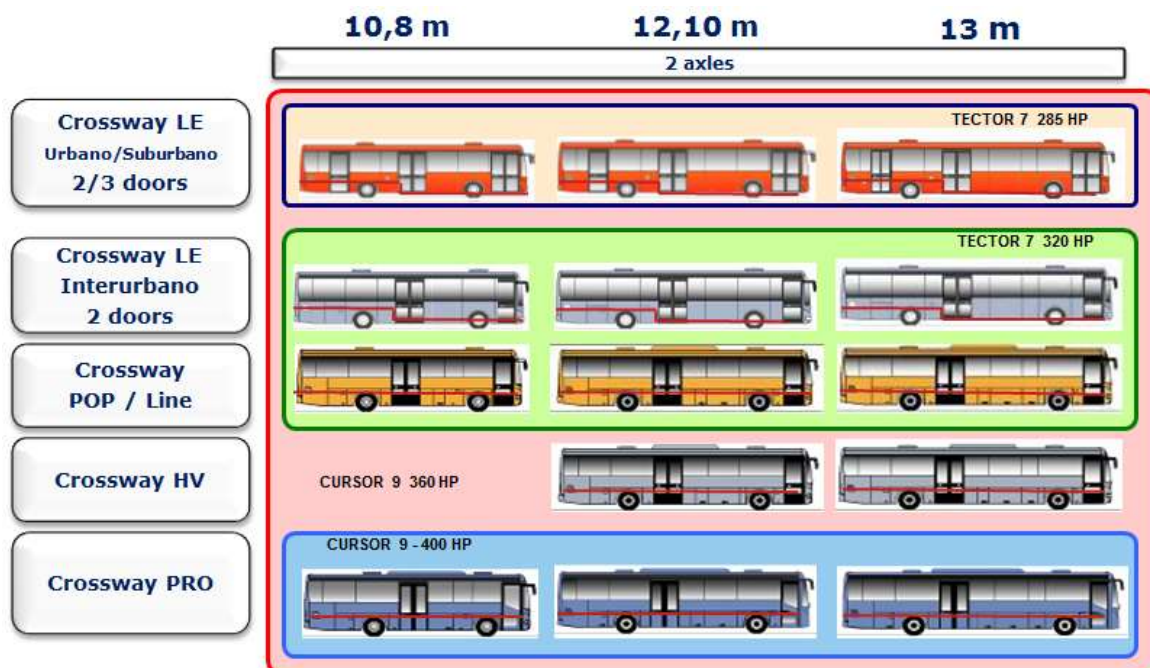 10,8 m
12,10 m
13 m
2 axles
Crossway LE
Urbano/Suburbano
2/3 doors
TECTOR 7 285 HP
Crossway LE
Interurbano
2 doors
TECTOR 7 320 HP
Crossway
POP / Line
Crossway HV
CURSOR 9 360 HP
Crossway PRO
CURSOR 9 - 400 HP